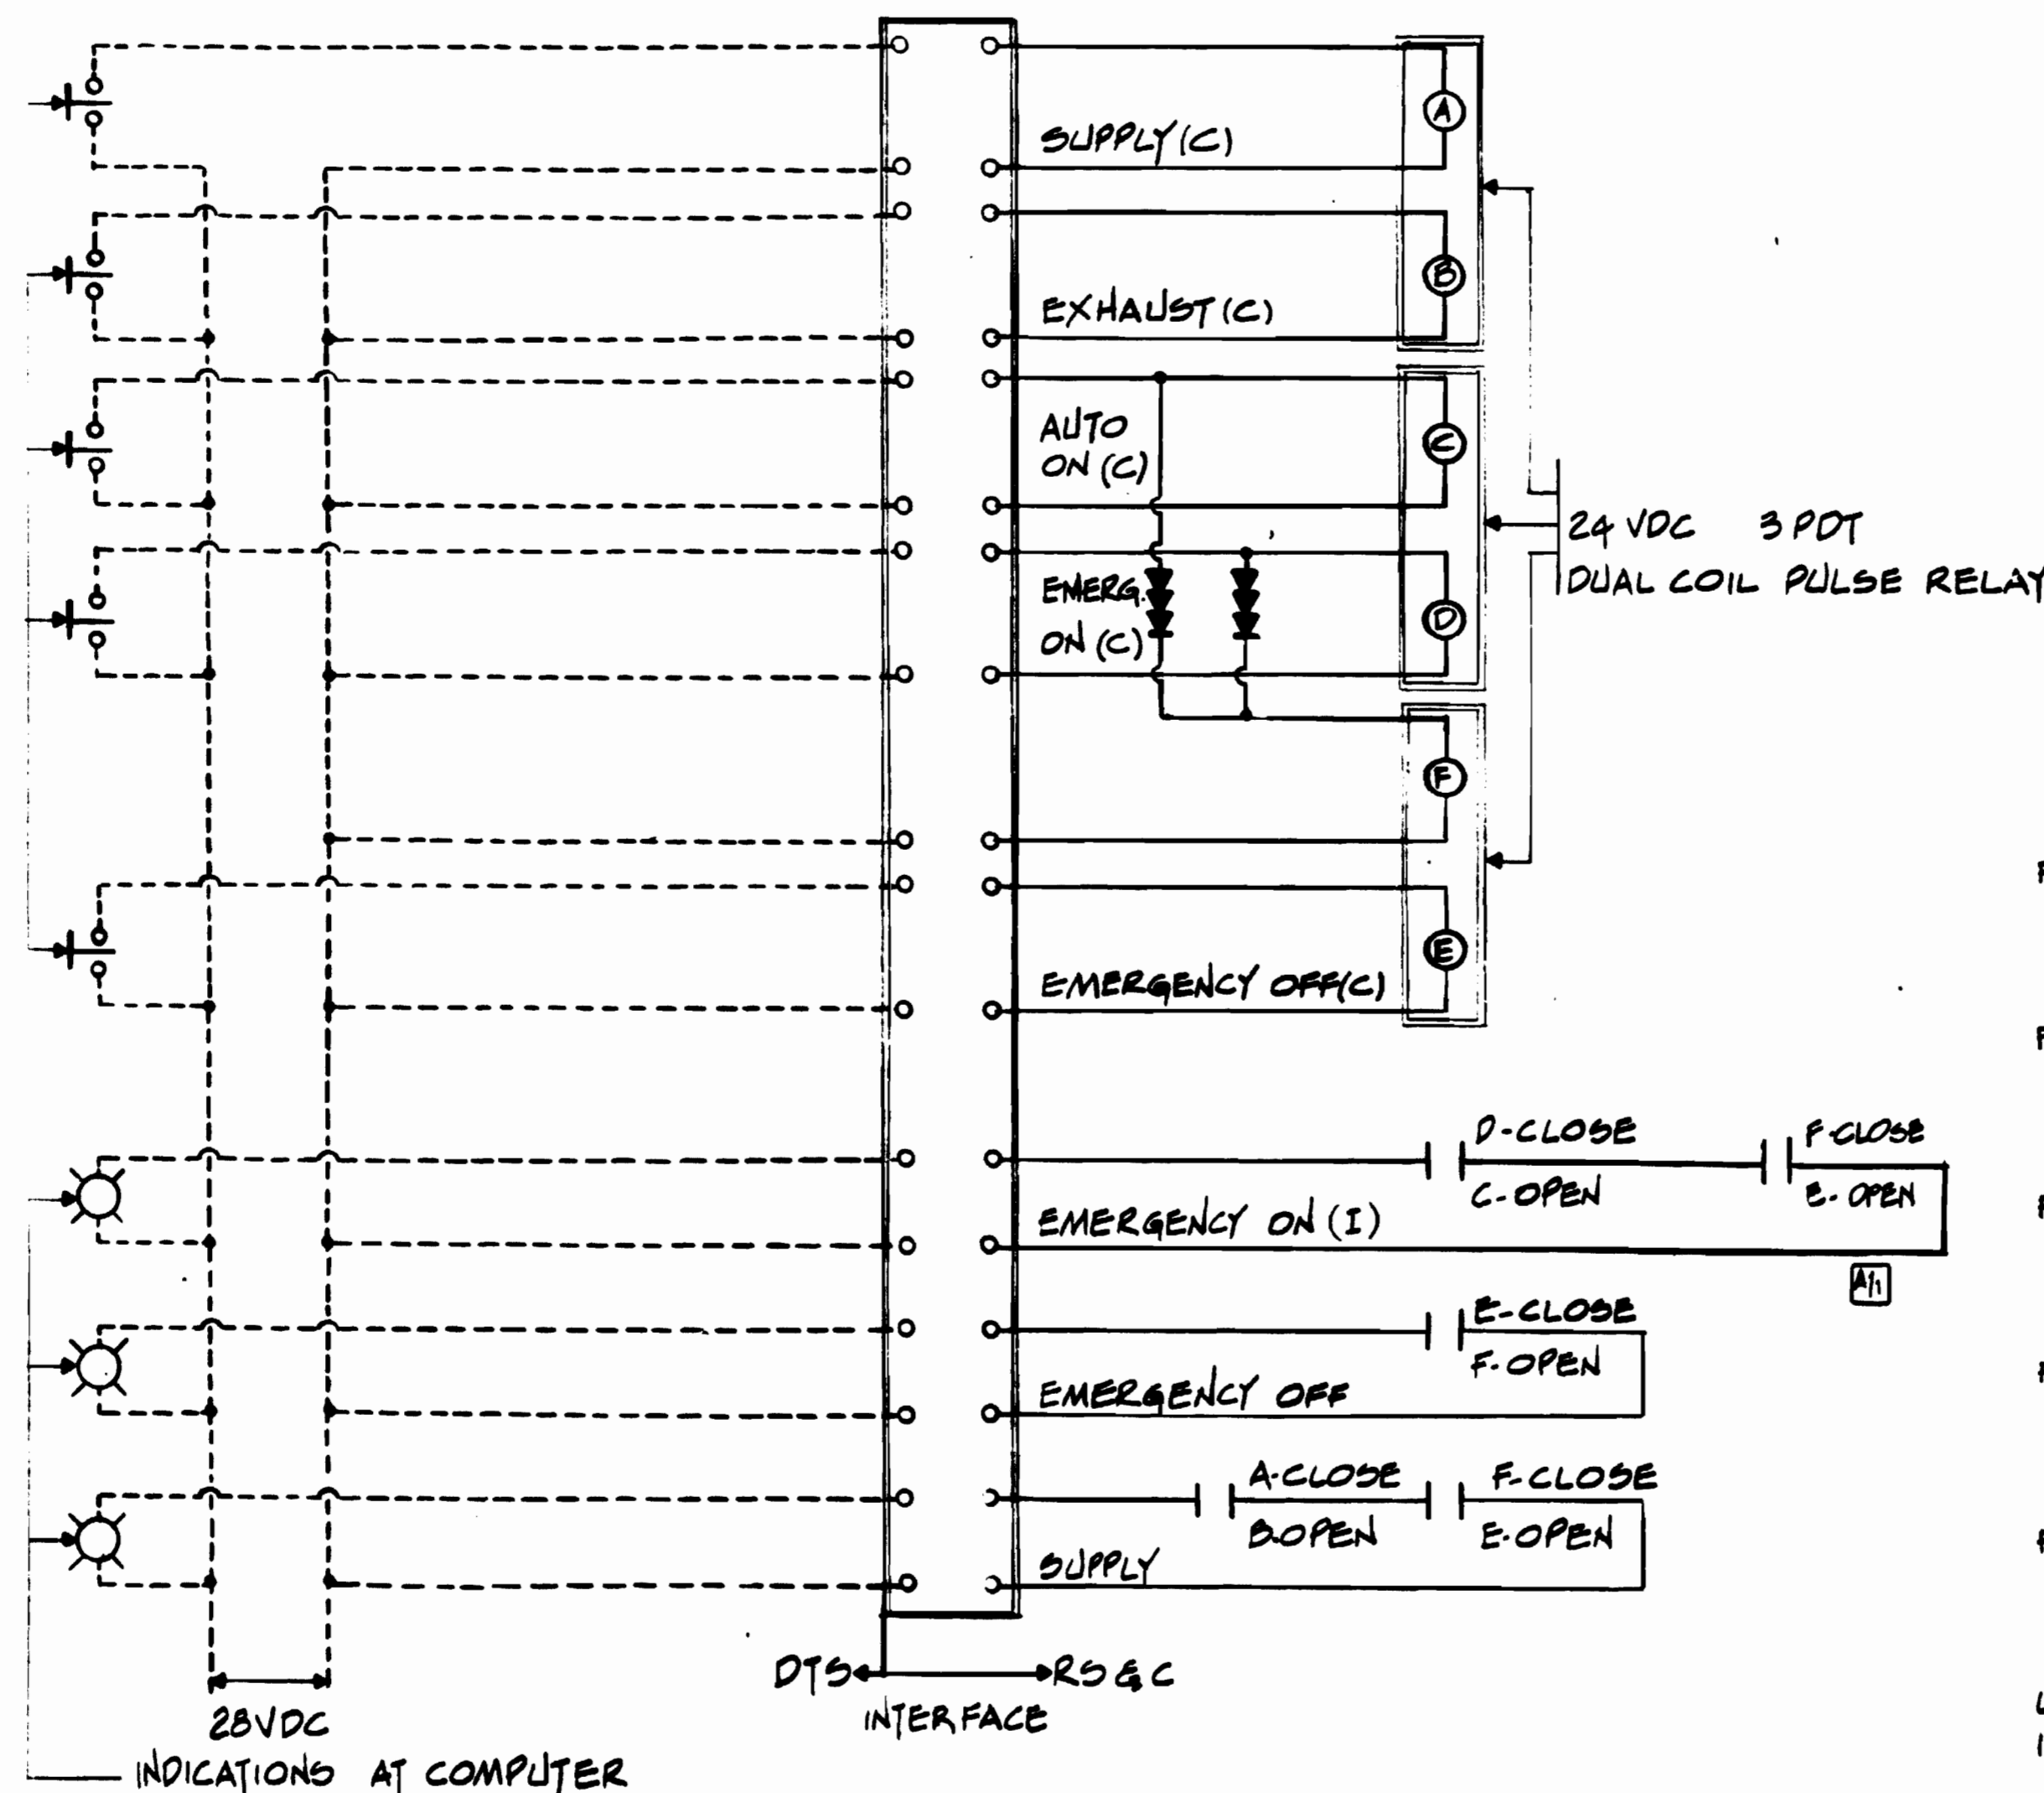 A
SUPPLY (C)
B
EXHAUST (C)
AUTO
ON (C)
C
24 VDC 3 PDT
DUAL COIL PULSE RELAY
EMERG.
ON (C)
D
F
E
EMERGENCY OFF (C)
D-CLOSE
F-CLOSE
C-OPEN
E-OPEN
EMERGENCY ON (I)
A/1
E-CLOSE
F-OPEN
EMERGENCY OFF
A-CLOSE
F-CLOSE
B-OPEN
E-OPEN
SUPPLY
DTS
RS & C
INTERFACE
28VDC
INDICATIONS AT COMPUTER